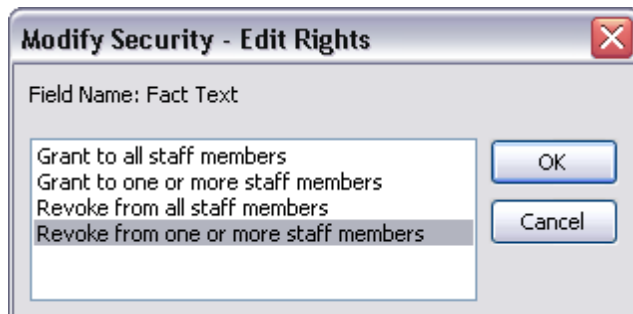 Modify Security - Edit Rights
Field Name: Fact Text
Grant to all staff members
Grant to one or more staff members
Revoke from all staff members
Revoke from one or more staff members
OK
Cancel